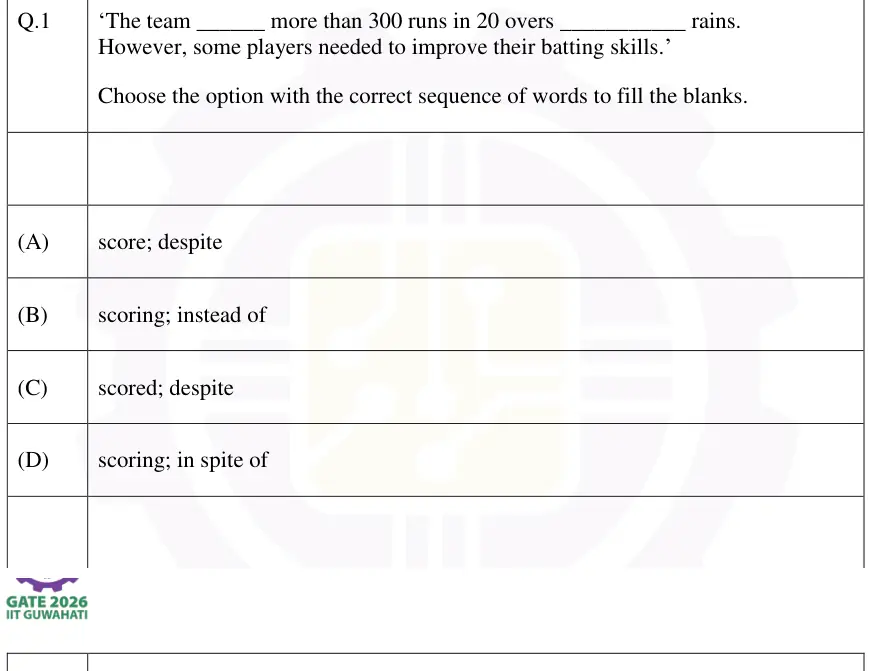 Q.1 ‘The team ______ more than 300 runs in 20 overs ___________ rains.
However, some players needed to improve their batting skills.’
Choose the option with the correct sequence of words to fill the blanks.
(A) score; despite
(B) scoring; instead of
(C) scored; despite
(D) scoring; in spite of
GATE 2026
IIT GUWAHATI